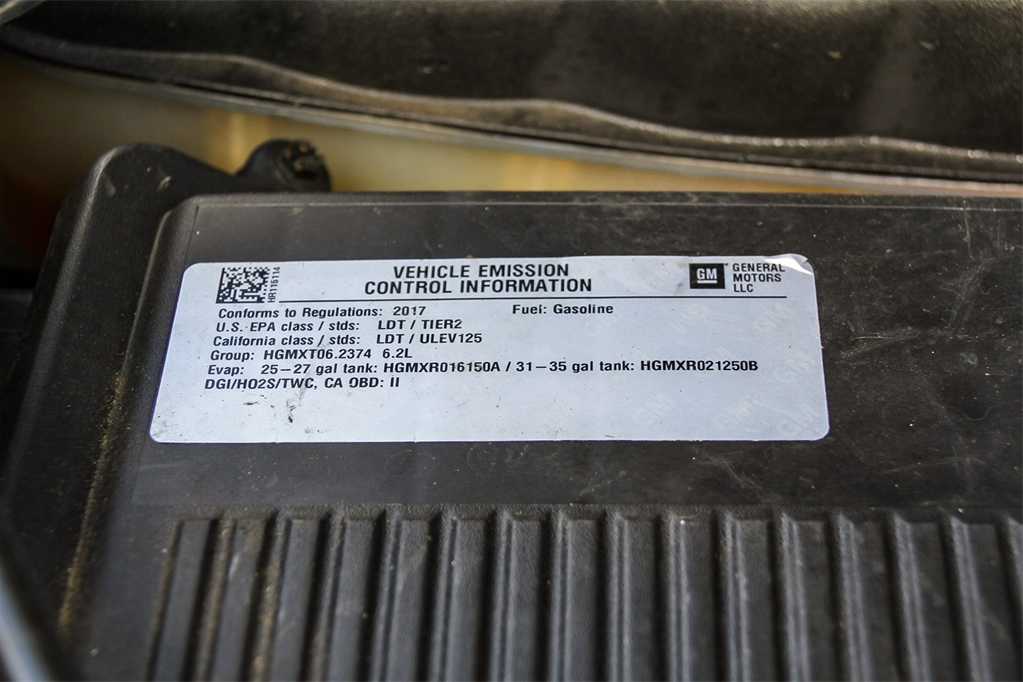 VEHICLE EMISSION
CONTROL INFORMATION
GM
GENERAL
MOTORS
LLC
HR116114
Conforms to Regulations: 2017 Fuel: Gasoline
U.S. EPA class / stds: LDT / TIER2
California class / stds: LDT / ULEV125
Group: HGMXT06.2374 6.2L
Evap: 25-27 gal tank: HGMXR016150A / 31-35 gal tank: HGMXR021250B
DGI/HO2S/TWC, CA OBD: II